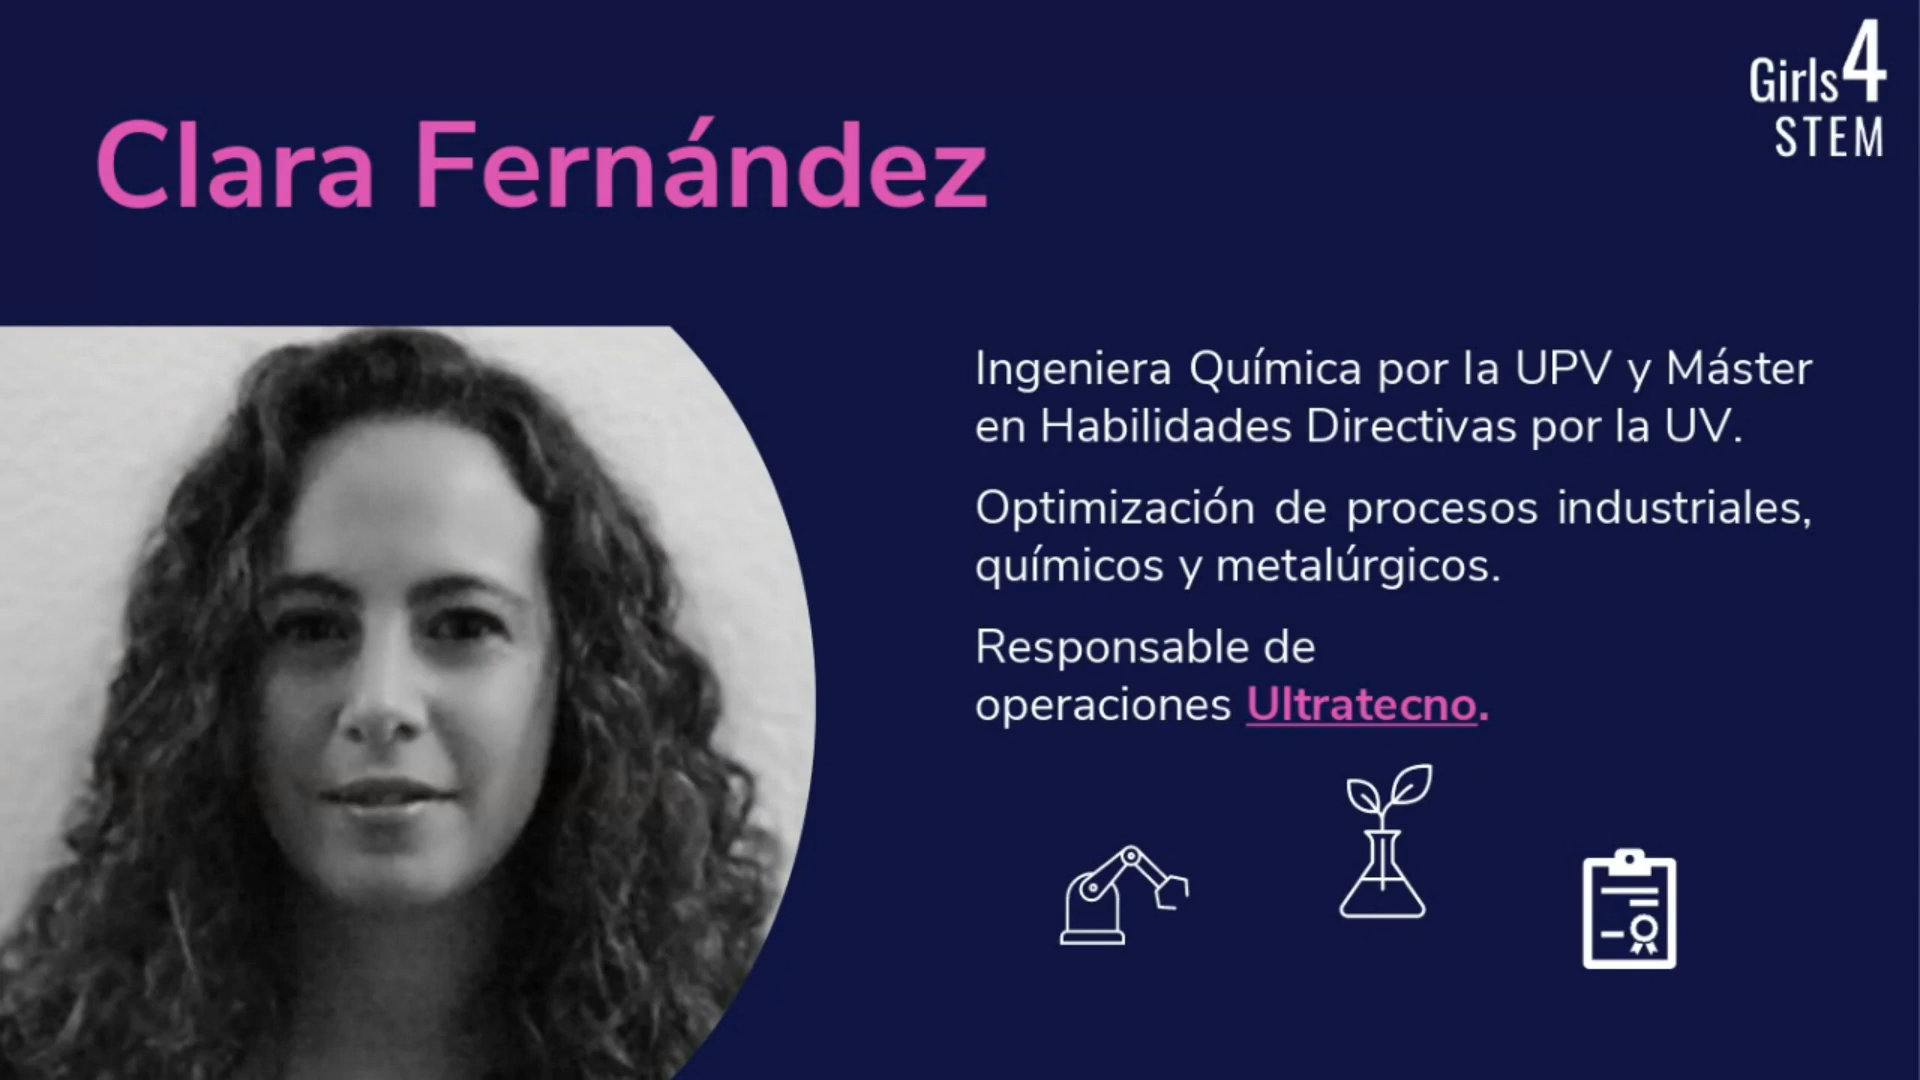 Girls4
STEM
Clara Fernández
Ingeniera Química por la UPV y Máster
en Habilidades Directivas por la UV.
Optimización de procesos industriales,
químicos y metalúrgicos.
Responsable de
operaciones Ultratecno.